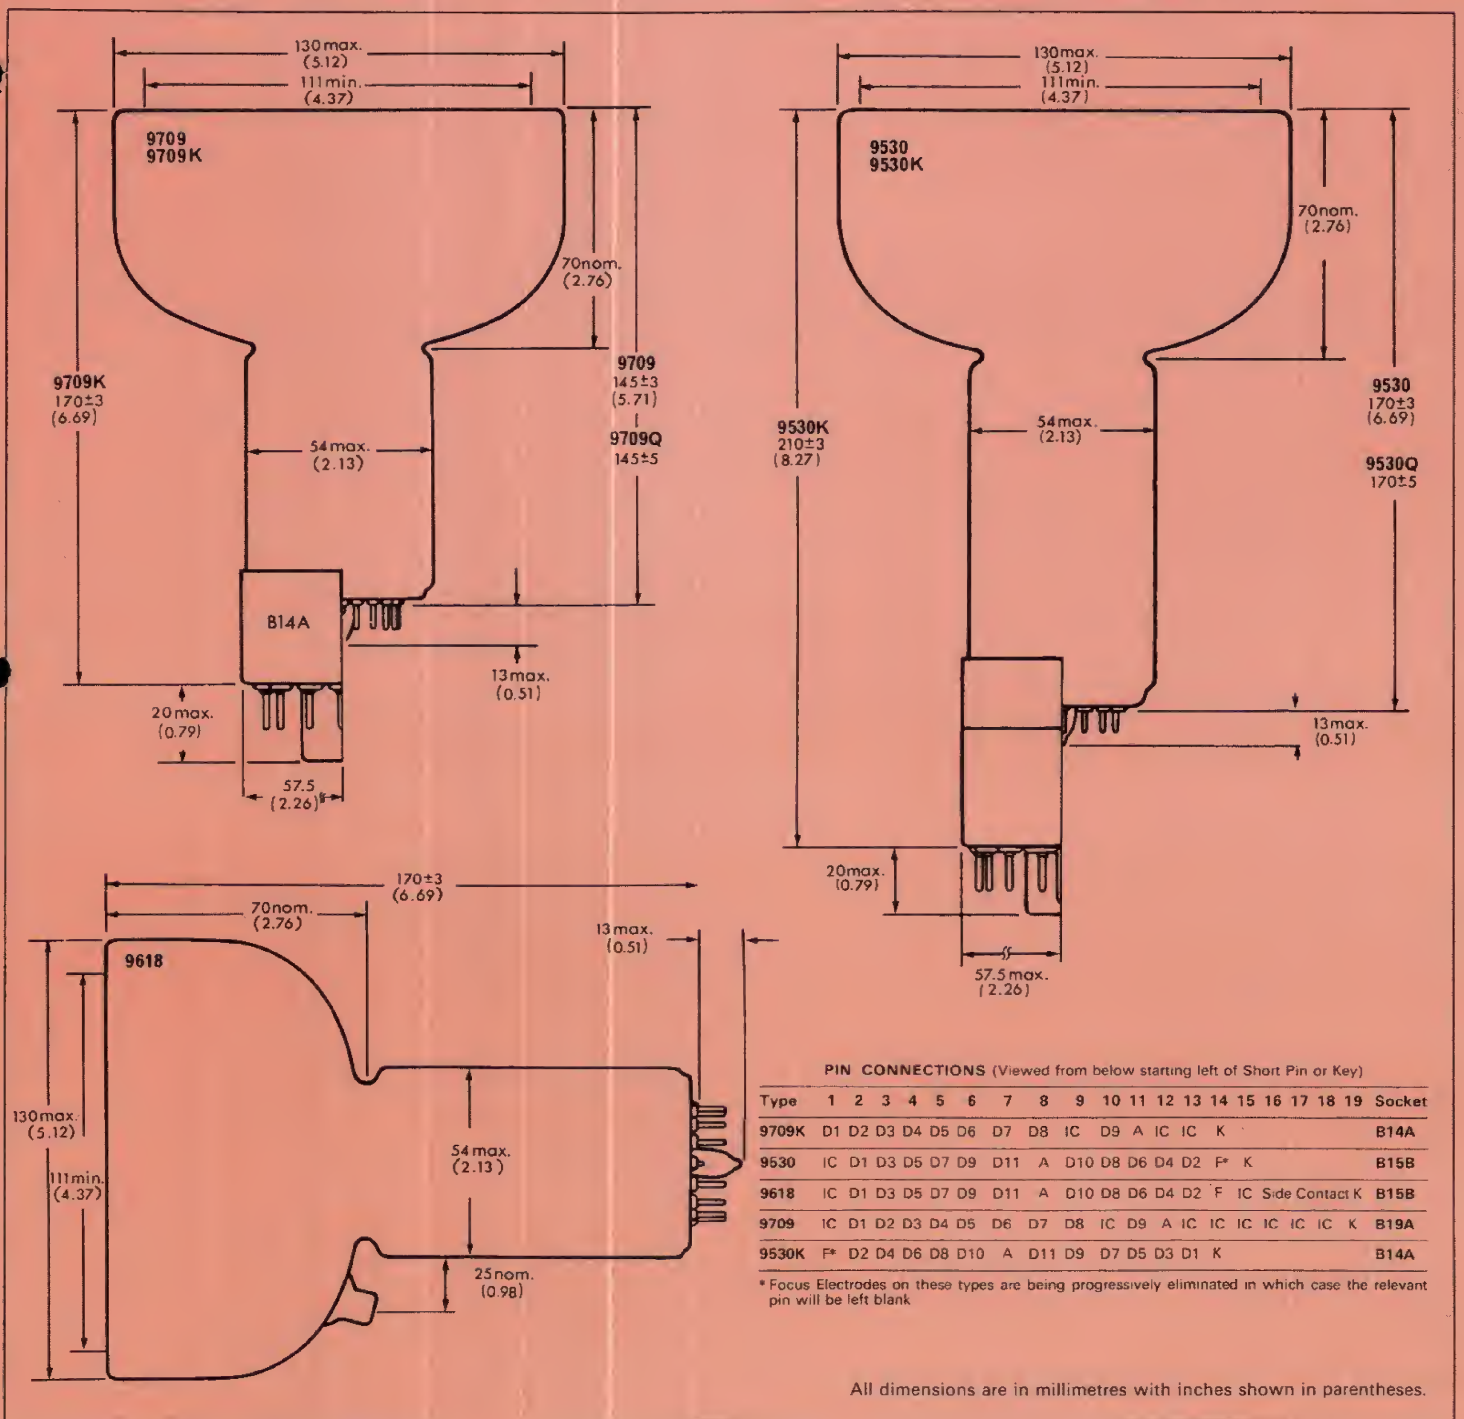 130max.
(5.12)
111min.
(4.37)
9709
9709K
70nom.
(2.76)
9709K
170±3
(6.69)
9709
145±3
(5.71)
9709Q
145±5
54max.
(2.13)
B14A
13max.
(0.51)
20max.
(0.79)
57.5
(2.26)
130max.
(5.12)
111min.
(4.37)
9530
9530K
70nom.
(2.76)
9530K
210±3
(8.27)
54max.
(2.13)
9530
170±3
(6.69)
9530Q
170±5
13max.
(0.51)
20max.
(0.79)
57.5max.
(2.26)
170±3
(6.69)
70nom.
(2.76)
13max.
(0.51)
9618
130max.
(5.12)
111min.
(4.37)
54max.
(2.13)
25nom.
(0.98)
PIN CONNECTIONS (Viewed from below starting left of Short Pin or Key)
Type 1 2 3 4 5 6 7 8 9 10 11 12 13 14 15 16 17 18 19 Socket
9709K D1 D2 D3 D4 D5 D6 D7 D8 IC D9 A IC IC K B14A
9530 IC D1 D3 D5 D7 D9 D11 A D10 D8 D6 D4 D2 F* K B15B
9618 IC D1 D3 D5 D7 D9 D11 A D10 D8 D6 D4 D2 F IC Side Contact K B15B
9709 IC D1 D2 D3 D4 D5 D6 D7 D8 IC D9 A IC IC IC IC IC IC K B19A
9530K F* D2 D4 D6 D8 D10 A D11 D9 D7 D5 D3 D1 K B14A
* Focus Electrodes on these types are being progressively eliminated in which case the relevant
pin will be left blank
All dimensions are in millimetres with inches shown in parentheses.